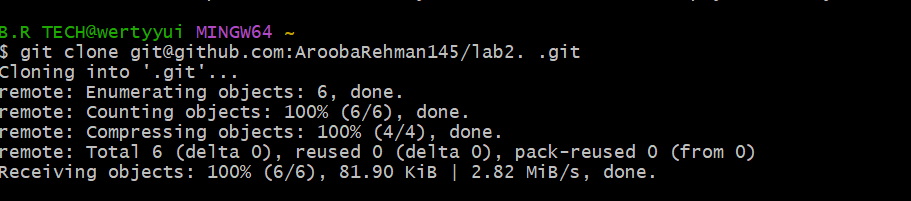 B.R TECH@wertyyui MINGW64 ~
$ git clone git@github.com:AroobaRehman145/lab2. .git
Cloning into '.git'...
remote: Enumerating objects: 6, done.
remote: Counting objects: 100% (6/6), done.
remote: Compressing objects: 100% (4/4), done.
remote: Total 6 (delta 0), reused 0 (delta 0), pack-reused 0 (from 0)
Receiving objects: 100% (6/6), 81.90 KiB | 2.82 MiB/s, done.